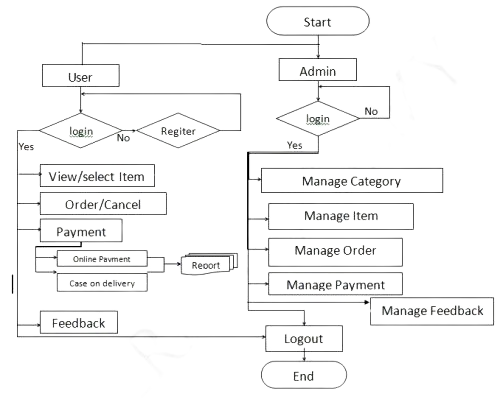 Start
User
Admin
login
No
Regiter
login
No
Yes
Yes
View/select Item
Order/Cancel
Payment
Online Payment
Case on delivery
Reoort
Feedback
Manage Category
Manage Item
Manage Order
Manage Payment
Manage Feedback
Logout
End